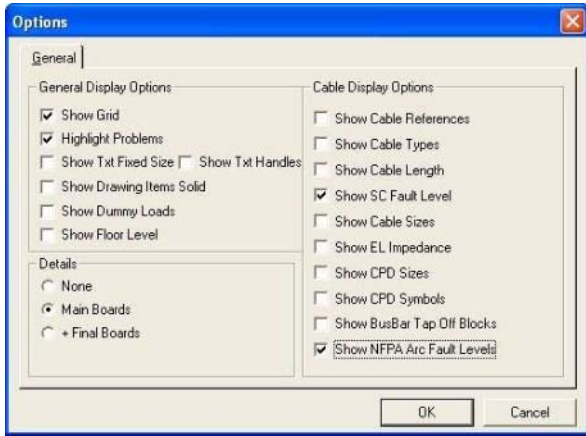 Options
General
General Display Options
Show Grid
Highlight Problems
Show Txt Fixed Size Show Txt Handles
Show Drawing Items Solid
Show Dummy Loads
Show Floor Level
Details
None
Main Boards
+ Final Boards
Cable Display Options
Show Cable References
Show Cable Types
Show Cable Length
Show SC Fault Level
Show Cable Sizes
Show EL Impedance
Show CPD Sizes
Show CPD Symbols
Show BusBar Tap Off Blocks
Show NFPA Arc Fault Levels
OK Cancel